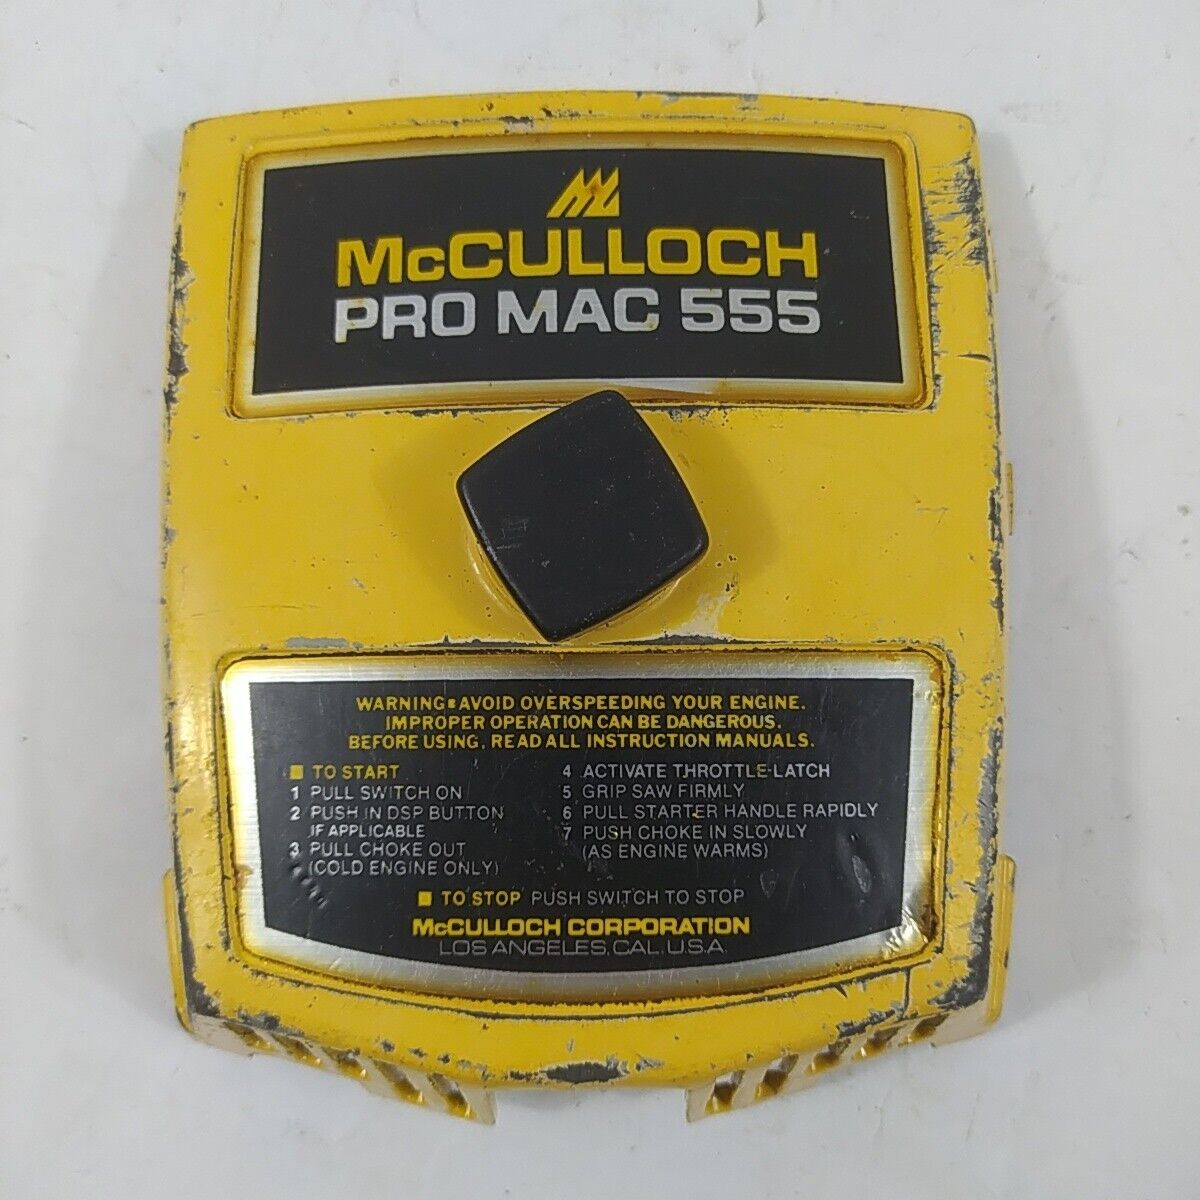 McCULLOCH
PRO MAC 555
WARNING: AVOID OVERSPEEDING YOUR ENGINE.
IMPROPER OPERATION CAN BE DANGEROUS.
BEFORE USING, READ ALL INSTRUCTION MANUALS.
TO START
1 PULL SWITCH ON
2 PUSH IN DSP BUTTON
IF APPLICABLE
3 PULL CHOKE OUT
(COLD ENGINE ONLY)
4 ACTIVATE THROTTLE-LATCH
5 GRIP SAW FIRMLY
6 PULL STARTER HANDLE RAPIDLY
7 PUSH CHOKE IN SLOWLY
(AS ENGINE WARMS)
TO STOP PUSH SWITCH TO STOP
McCULLOCH CORPORATION
LOS ANGELES, CAL. U.S.A.